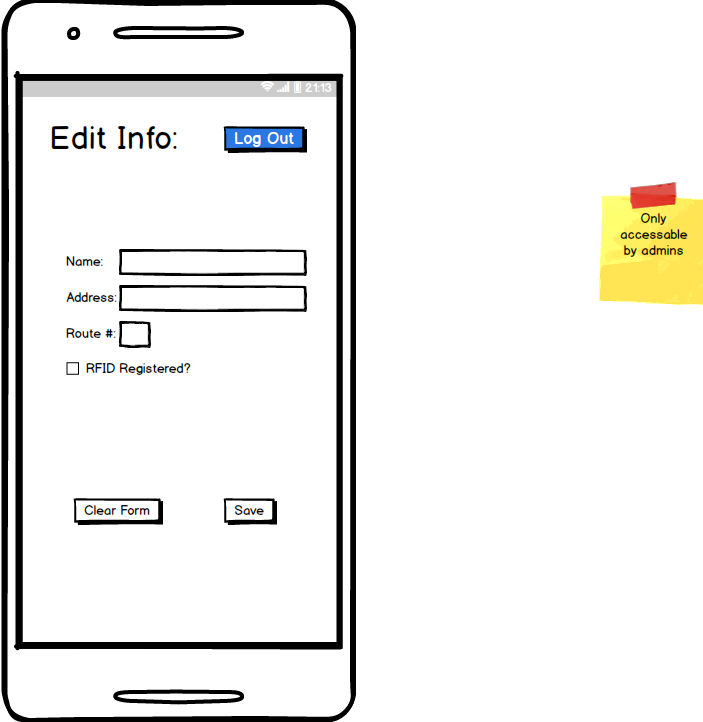 21:13
Edit Info:
Log Out
Name:
Address:
Route #:
RFID Registered?
Clear Form
Save
Only
accessable
by admins